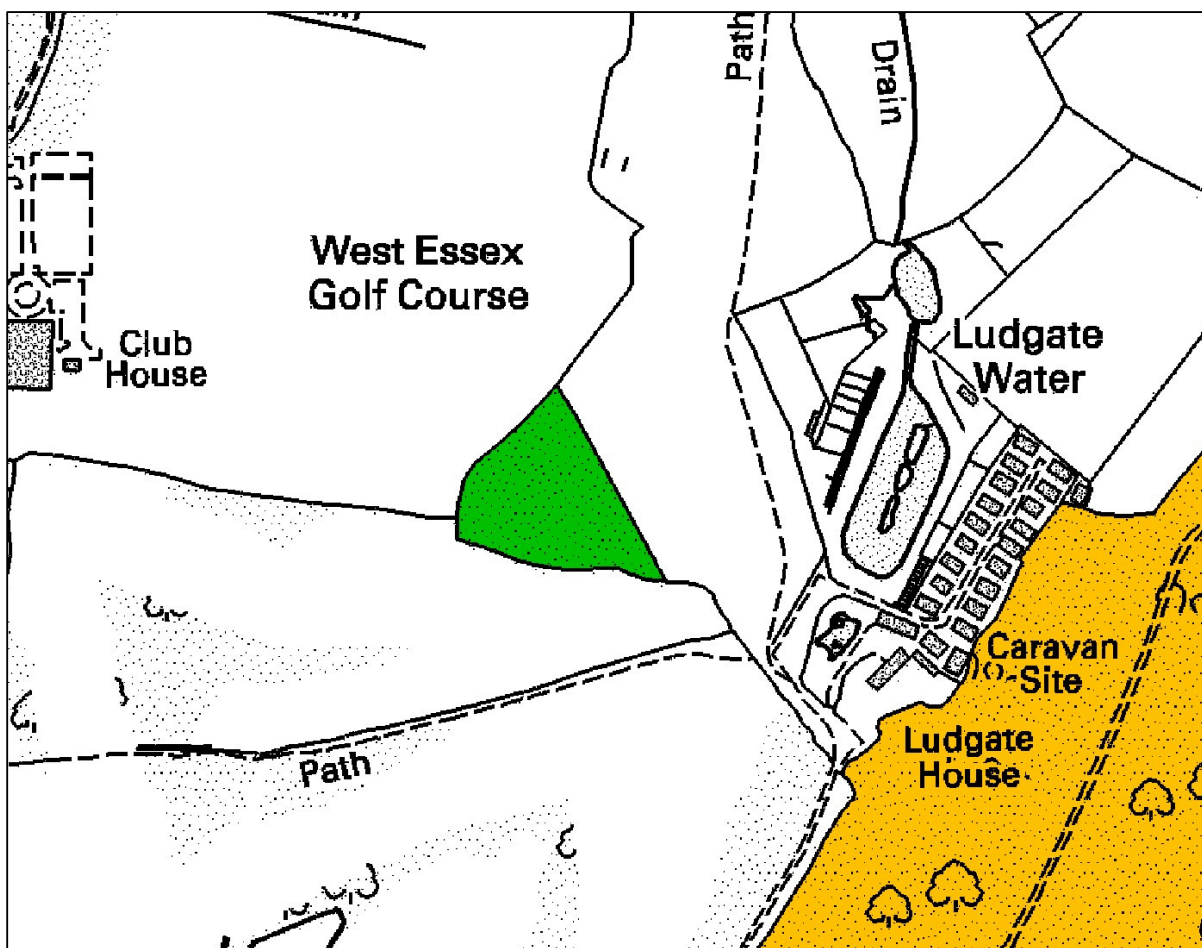 Path
Drain
West Essex
Golf Course
Club
House
Ludgate
Water
Caravan
Site
Ludgate
House
Path